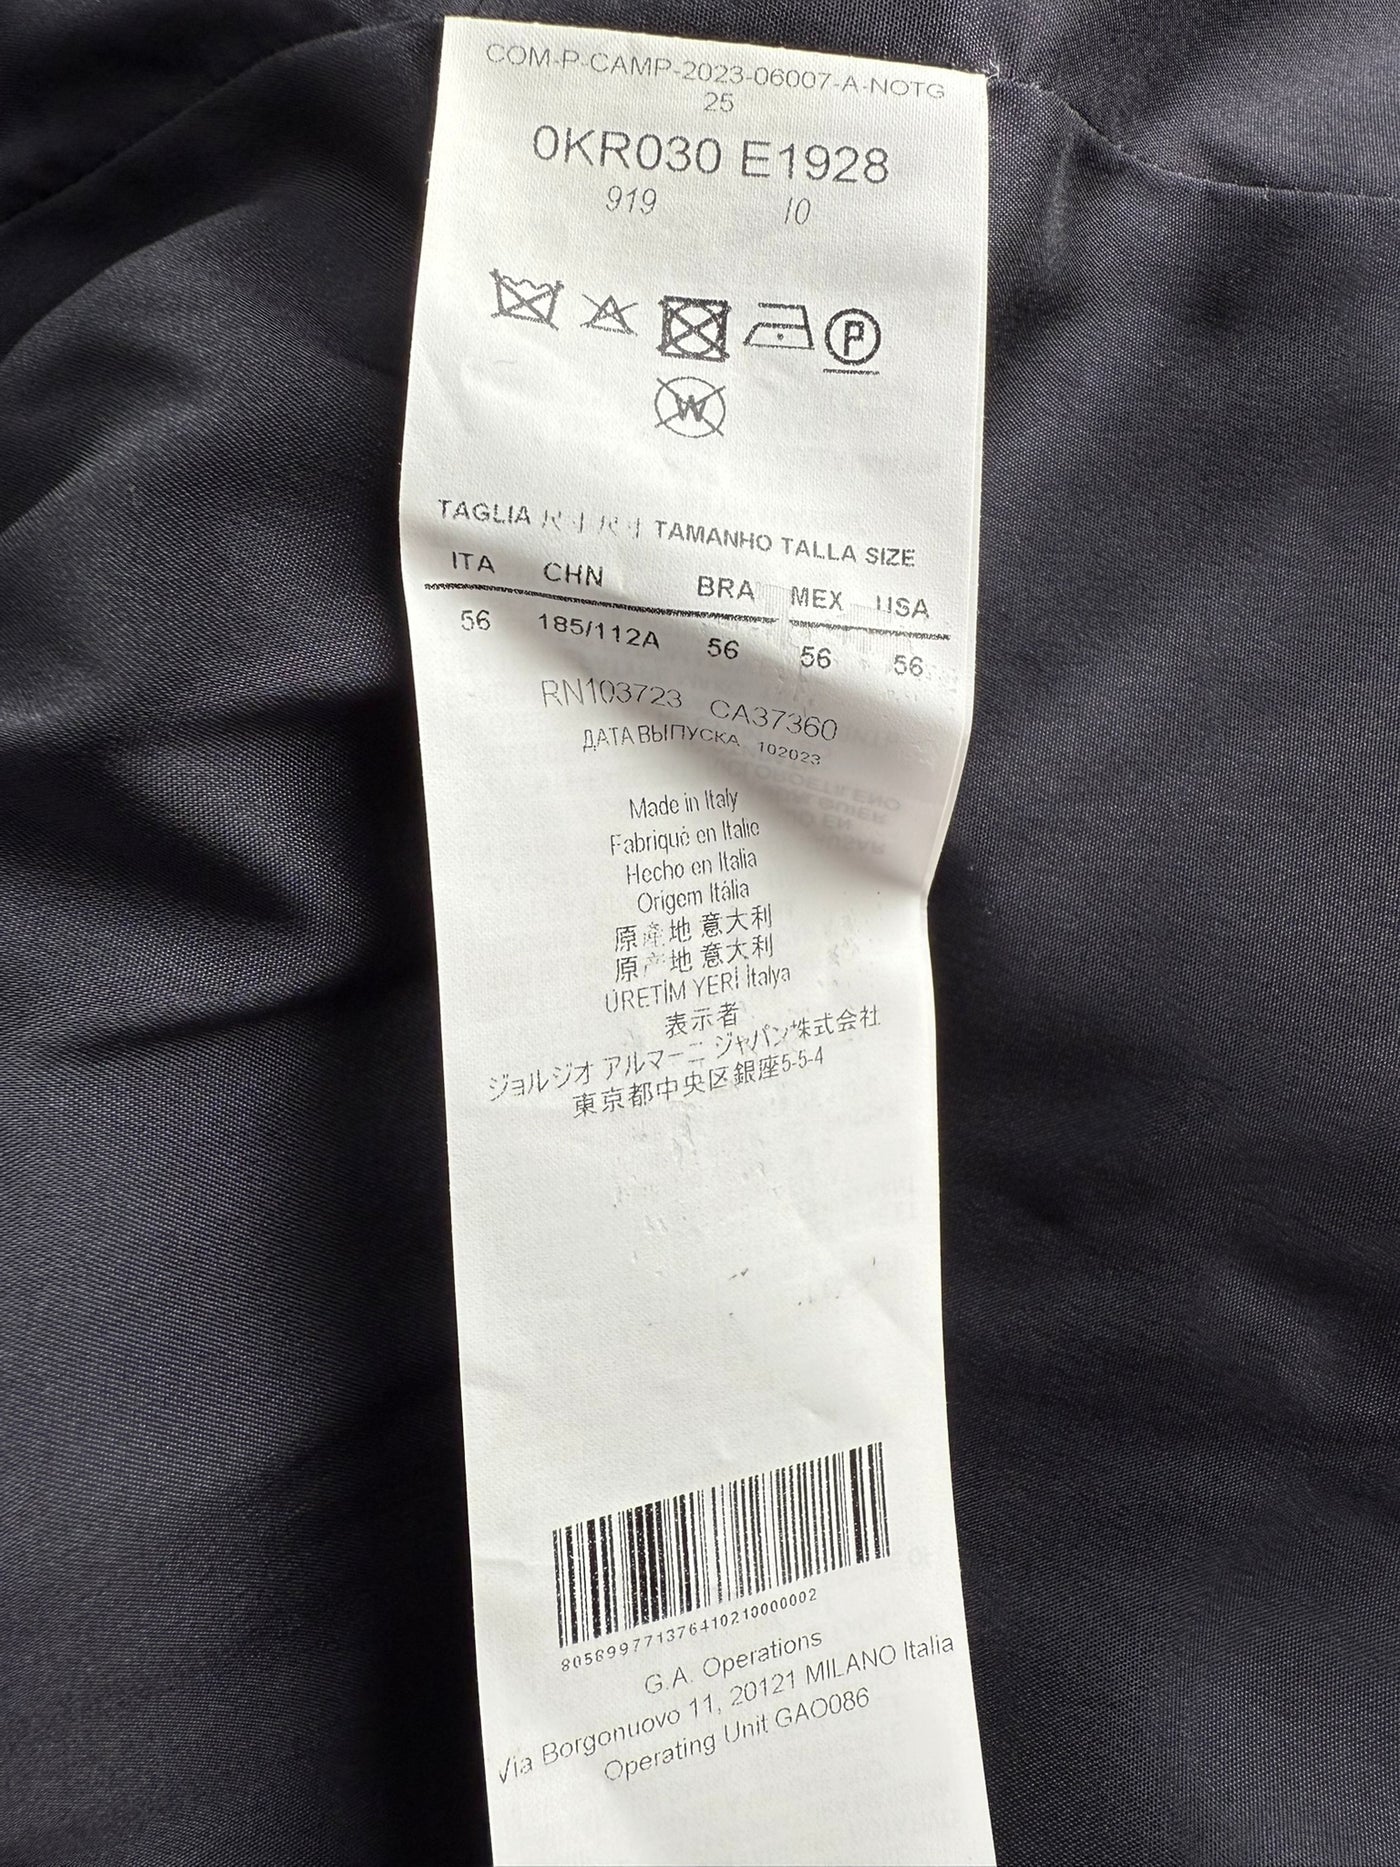 COM-P-CAMP-2023-06007-A-NOTG
25
0KR030 E1928
919 10
P
W
TAGLIA 尺寸 尺寸 TAMANHO TALLA SIZE
ITA CHN BRA MEX USA
56 185/112A 56 56 56
RN103723 CA37360
ДАТА ВЫПУСКА 102023
Made in Italy
Fabriqué en Italie
Hecho en Italia
Origem Itália
原産地 意大利
原产地 意大利
ÜRETİM YERİ İtalya
表示者
ジョルジオ アルマーニ ジャパン株式会社
東京都中央区銀座5-5-4
G.A. Operations
Via Borgonuovo 11, 20121 MILANO Italia
Operating Unit GAO086